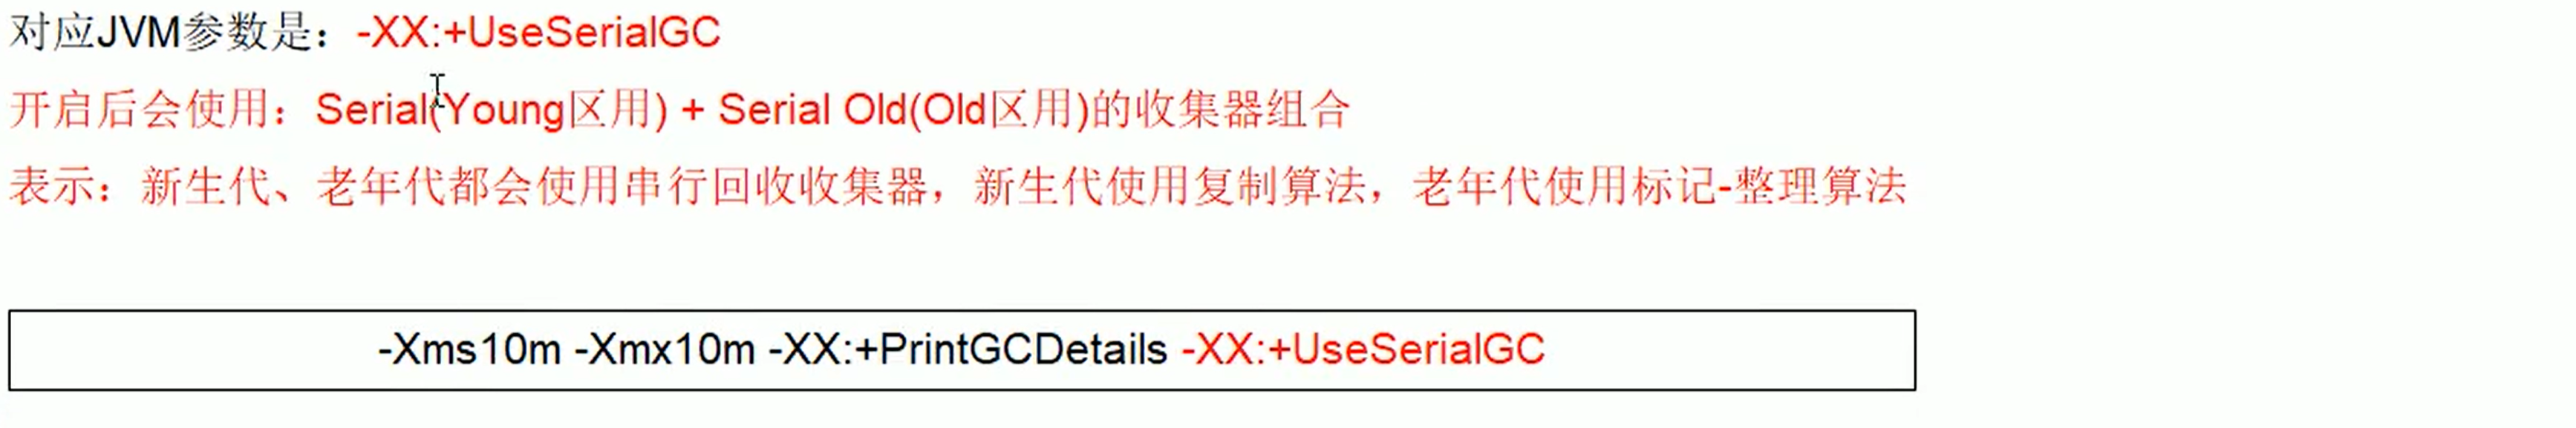 对应JVM参数是：-XX:+UseSerialGC
开启后会使用：Serial(Young区用) + Serial Old(Old区用)的收集器组合
表示：新生代、老年代都会使用串行回收收集器，新生代使用复制算法，老年代使用标记-整理算法
-Xms10m -Xmx10m -XX:+PrintGCDetails -XX:+UseSerialGC